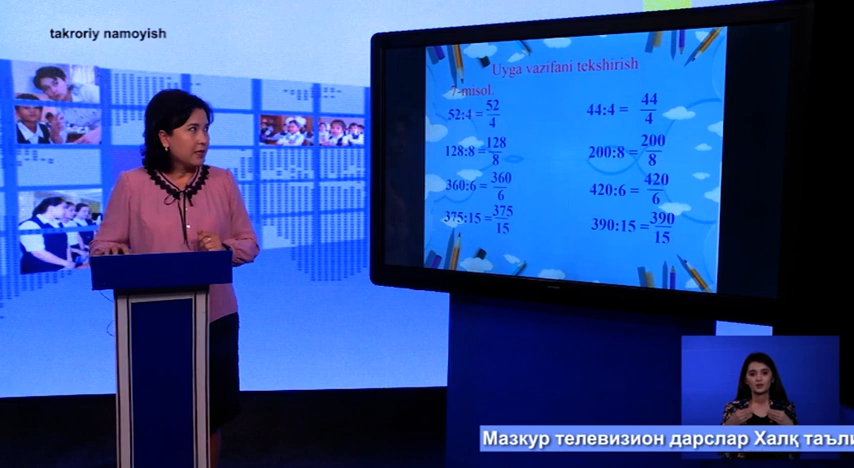 takroriy namoyish
Uyga vazifani tekshirish
7-misol.
52:4 = 52/4
44:4 = 44/4
128:8 = 128/8
200:8 = 200/8
360:6 = 360/6
420:6 = 420/6
375:15 = 375/15
390:15 = 390/15
Мазкур телевизион дарслар Халқ таъли